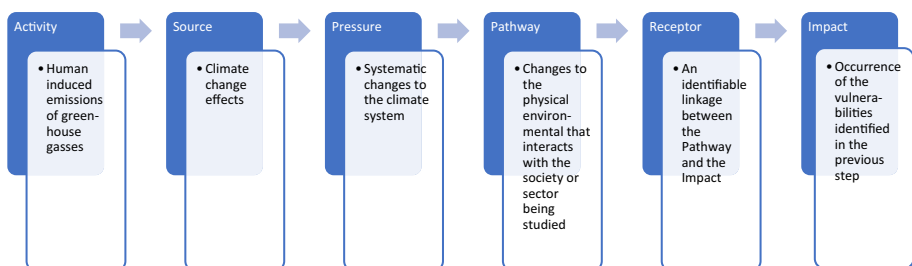 Activity
• Human
induced
emissions
of green-
house
gasses
Source
• Climate
change
effects
Pressure
• Systematic
changes to
the climate
system
Pathway
• Changes to
the
physical
environ-
mental that
interacts
with the
society or
sector
being
studied
Receptor
• An
identifiable
linkage
between
the
Pathway
and the
Impact
Impact
• Occurrence of
the vulnera-
bilities
identified
in the
previous
step